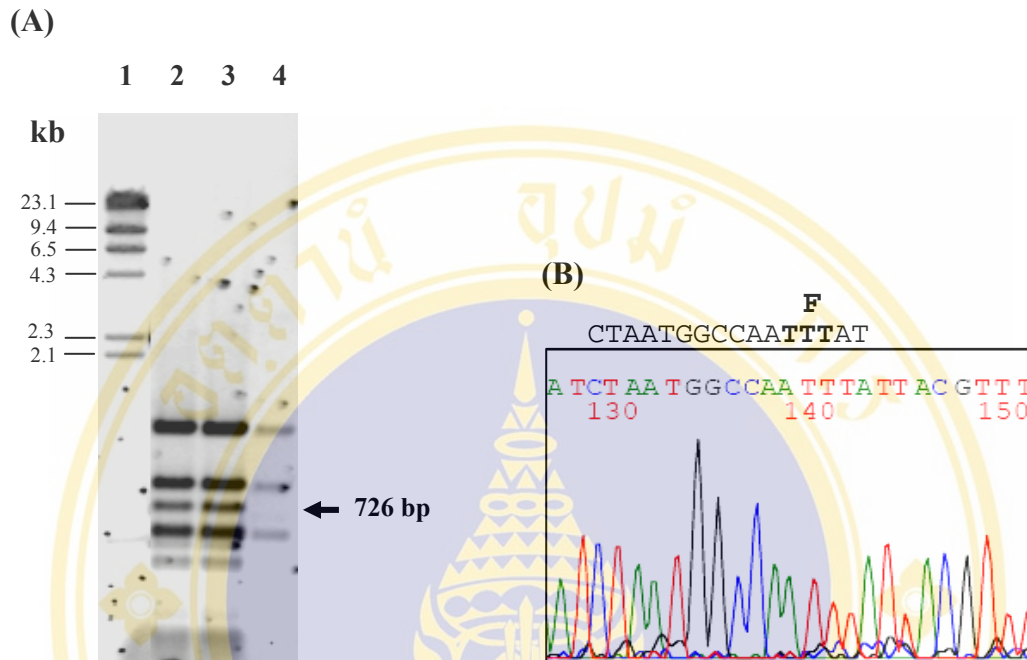 (A)
1 2 3 4
kb
23.1
9.4
6.5
4.3
2.3
2.1
726 bp
(B)
F
CTAATGGCCAATTTAT
ATCTAATGGCCAATTTATTACGTTT
130 140 150